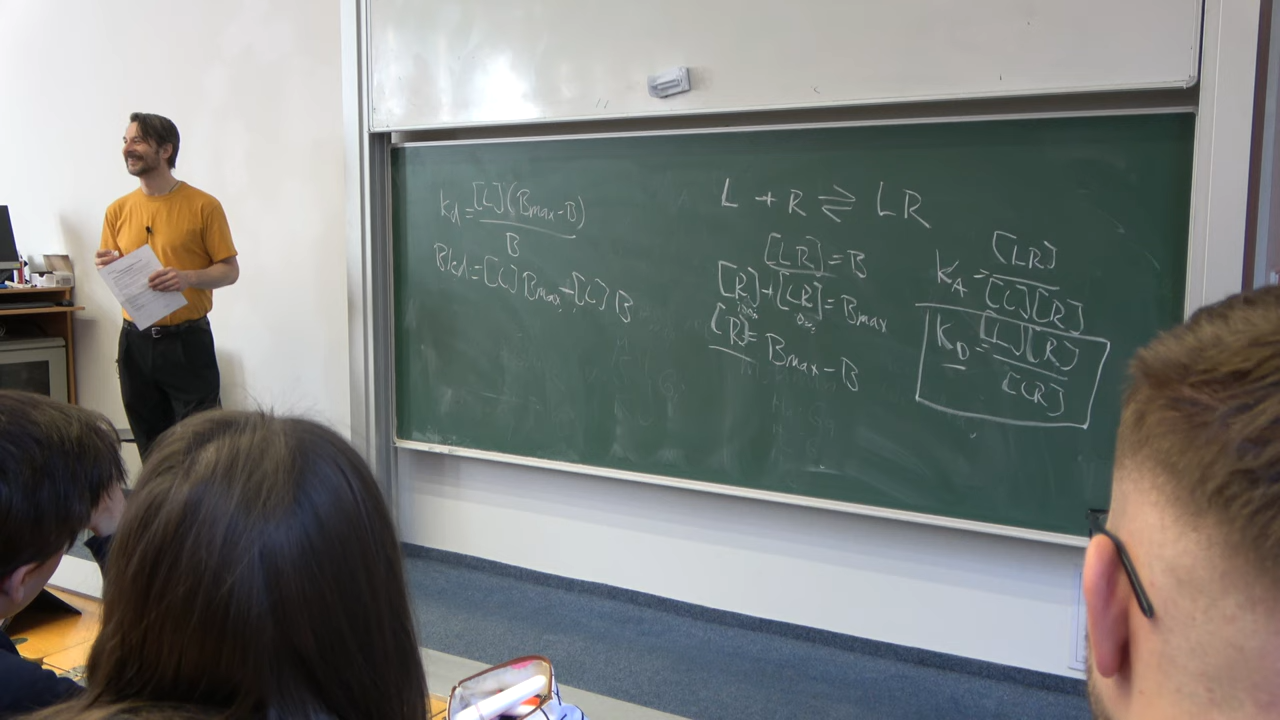 Kd = [L](Bmax-B)
B
B·Kd = [L]Bmax - [L]B
L + R ⇌ LR
[LR] = B
[R]+[LR] = Bmax
[R] = Bmax - B
KA = [LR]
[L][R]
KD = [L][R]
[LR]